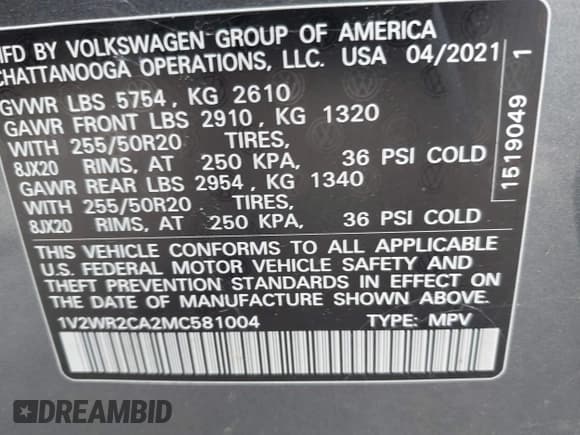 MFD BY VOLKSWAGEN GROUP OF AMERICA
CHATTANOOGA OPERATIONS, LLC. USA 04/2021
GVWR LBS 5754, KG 2610
GAWR FRONT LBS 2910, KG 1320
WITH 255/50R20 TIRES,
8JX20 RIMS, AT 250 KPA, 36 PSI COLD
GAWR REAR LBS 2954, KG 1340
WITH 255/50R20 TIRES,
8JX20 RIMS, AT 250 KPA, 36 PSI COLD
THIS VEHICLE CONFORMS TO ALL APPLICABLE
U.S. FEDERAL MOTOR VEHICLE SAFETY AND
THEFT PREVENTION STANDARDS IN EFFECT ON
THE DATE OF MANUFACTURE SHOWN ABOVE.
1V2WR2CA2MC581004 TYPE: MPV
1519049 1
DREAMBID